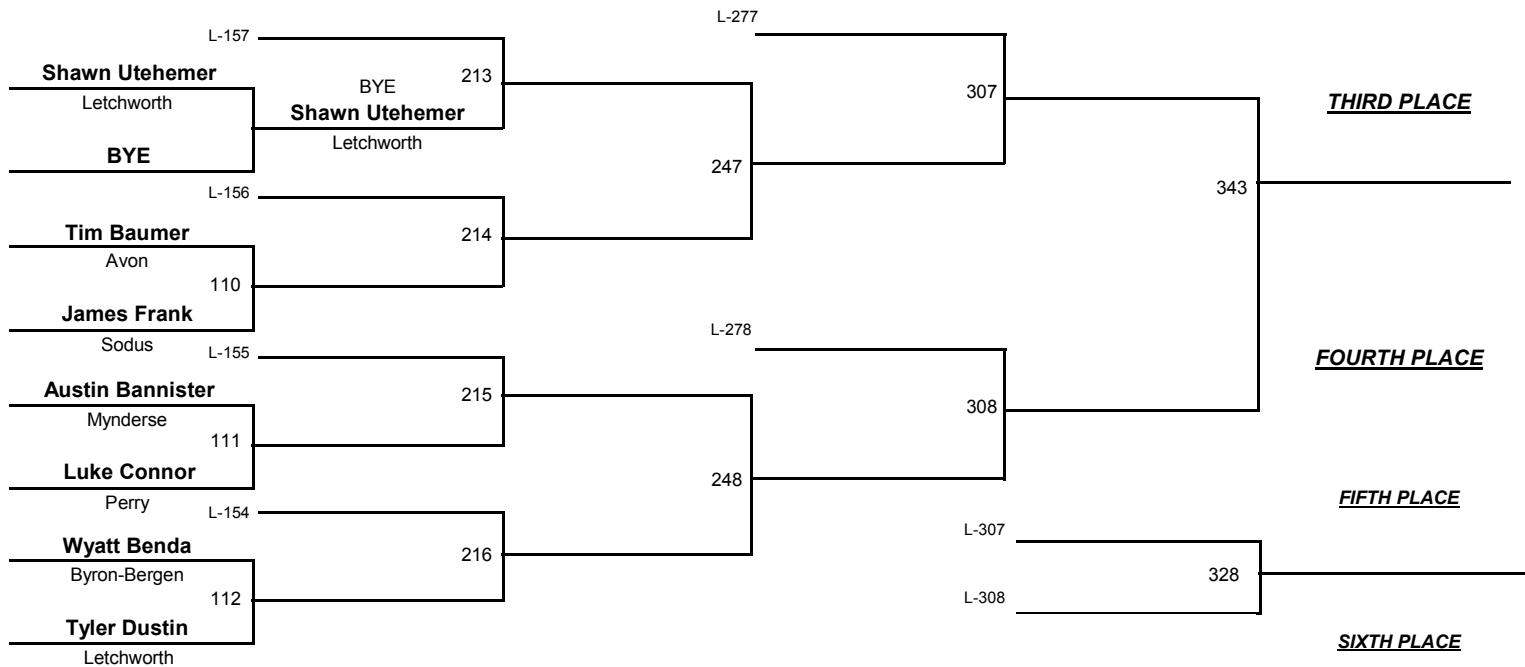 L-277
L-157
Shawn Utehemer
Letchworth
BYE
213
BYE
Shawn Utehemer
Letchworth
307
THIRD PLACE
247
L-156
343
Tim Baumer
Avon
214
110
James Frank
Sodus
L-278
L-155
FOURTH PLACE
Austin Bannister
Mynderse
215
308
111
Luke Connor
Perry
248
FIFTH PLACE
L-154
L-307
Wyatt Benda
Byron-Bergen
216
328
112
L-308
Tyler Dustin
Letchworth
SIXTH PLACE